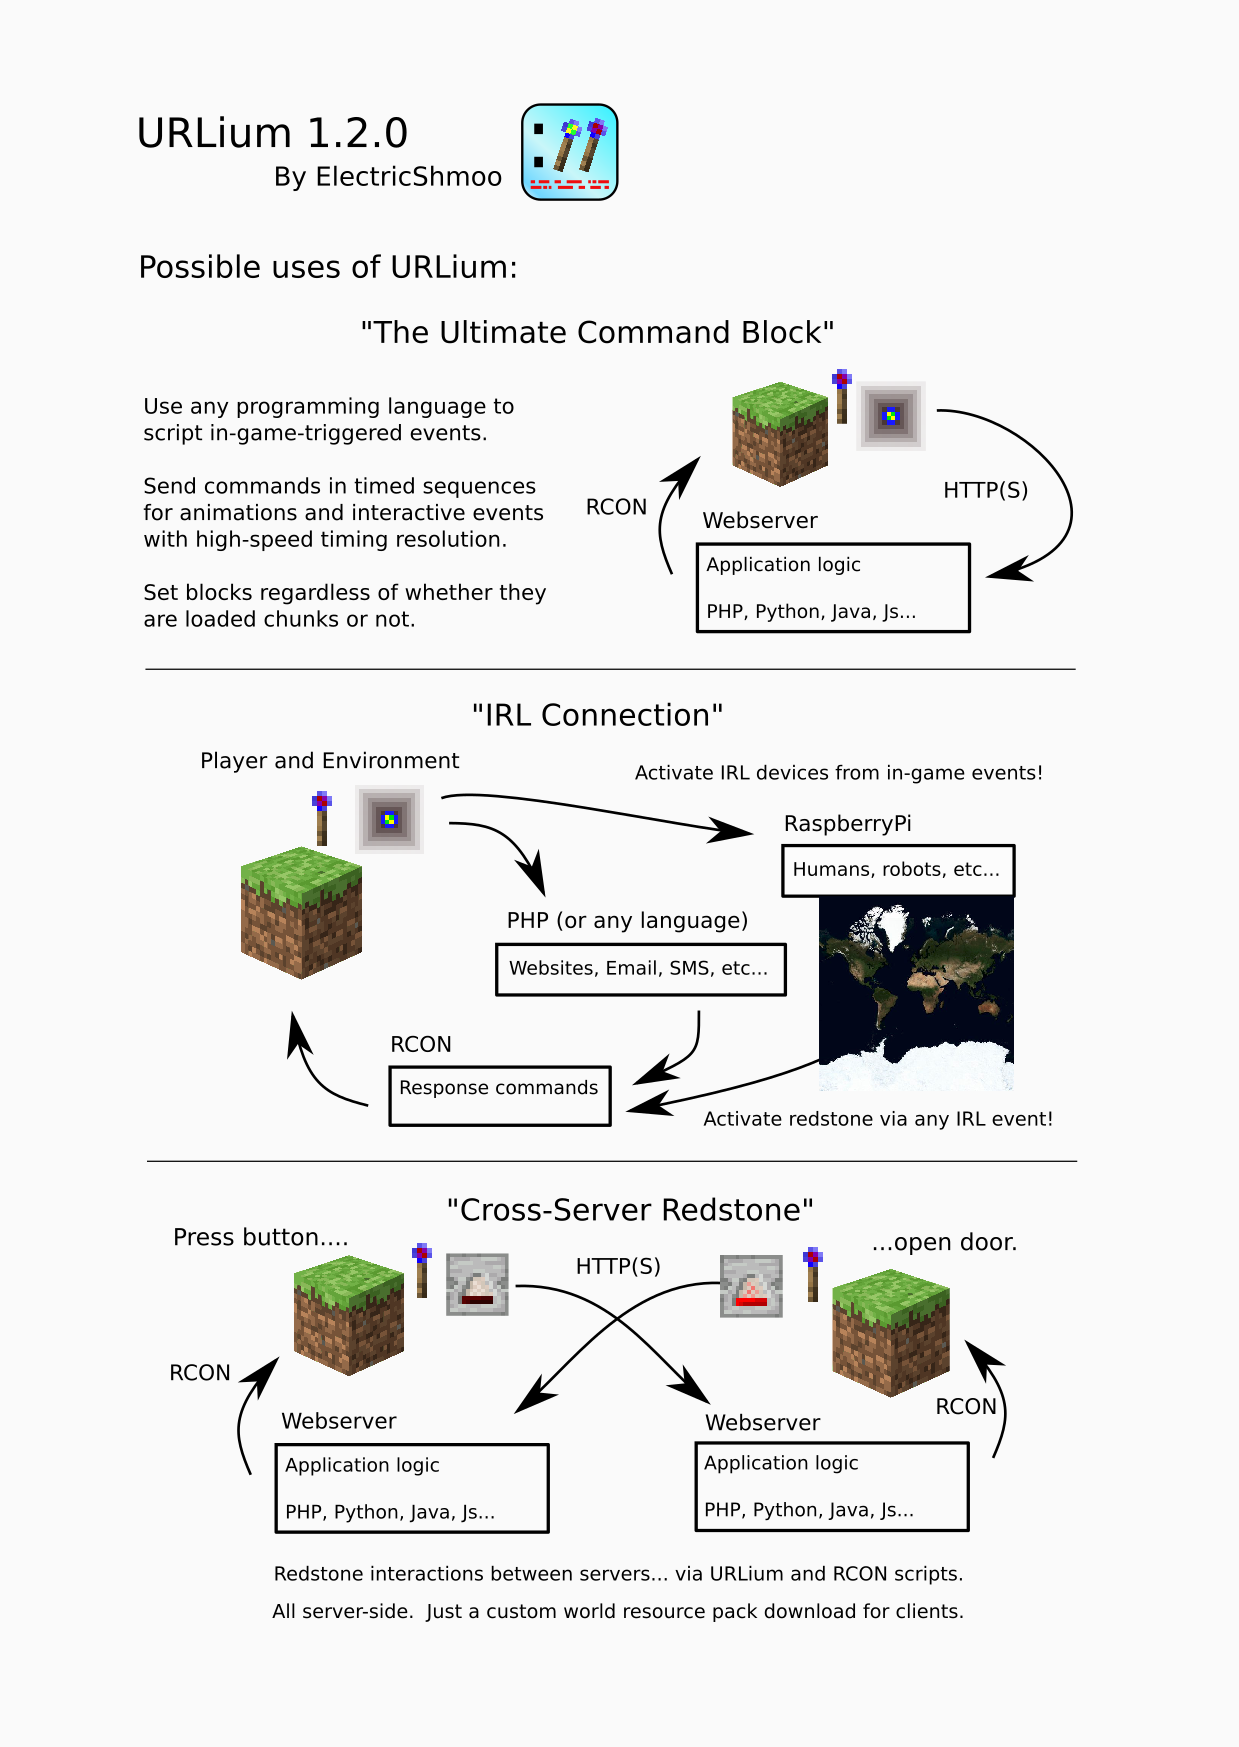 URLium 1.2.0
By ElectricShmoo
Possible uses of URLium:
"The Ultimate Command Block"
Use any programming language to
script in-game-triggered events.
Send commands in timed sequences
for animations and interactive events
with high-speed timing resolution.
Set blocks regardless of whether they
are loaded chunks or not.
RCON
HTTP(S)
Webserver
Application logic
PHP, Python, Java, Js...
"IRL Connection"
Player and Environment
Activate IRL devices from in-game events!
RaspberryPi
Humans, robots, etc...
PHP (or any language)
Websites, Email, SMS, etc...
RCON
Response commands
Activate redstone via any IRL event!
"Cross-Server Redstone"
Press button....
...open door.
HTTP(S)
RCON
RCON
Webserver
Application logic
PHP, Python, Java, Js...
Webserver
Application logic
PHP, Python, Java, Js...
Redstone interactions between servers... via URLium and RCON scripts.
All server-side.  Just a custom world resource pack download for clients.